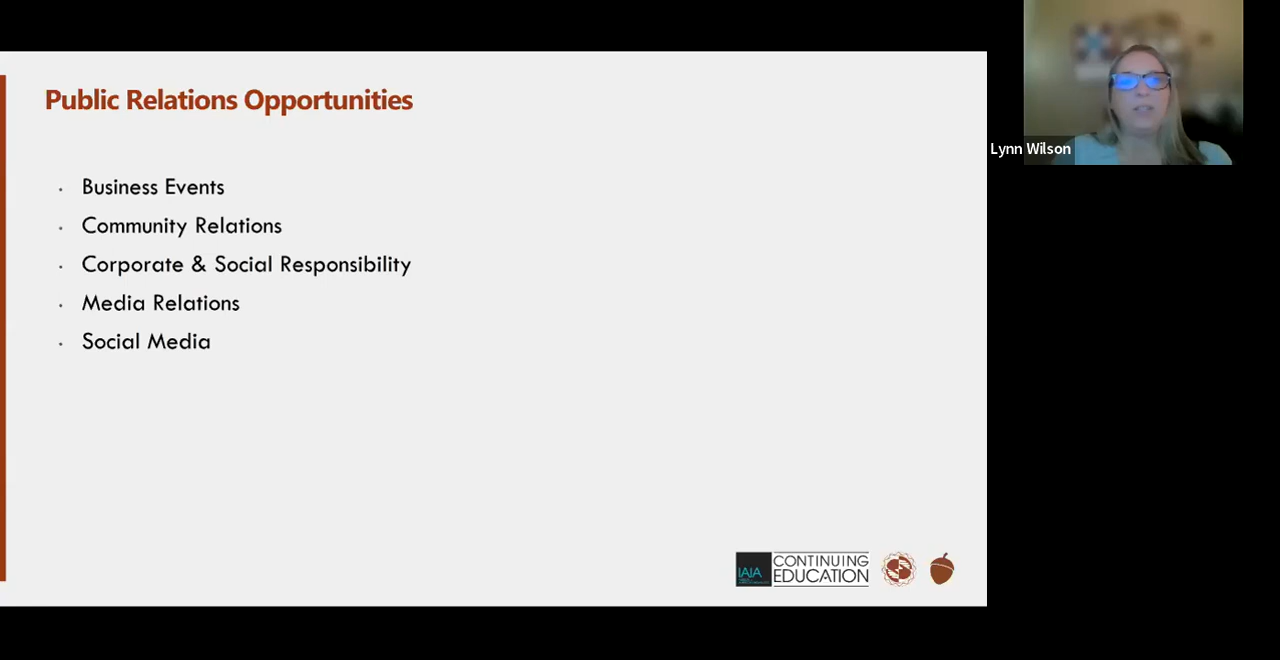 Public Relations Opportunities
Business Events
Community Relations
Corporate & Social Responsibility
Media Relations
Social Media
Lynn Wilson
IAIA
CONTINUING
EDUCATION